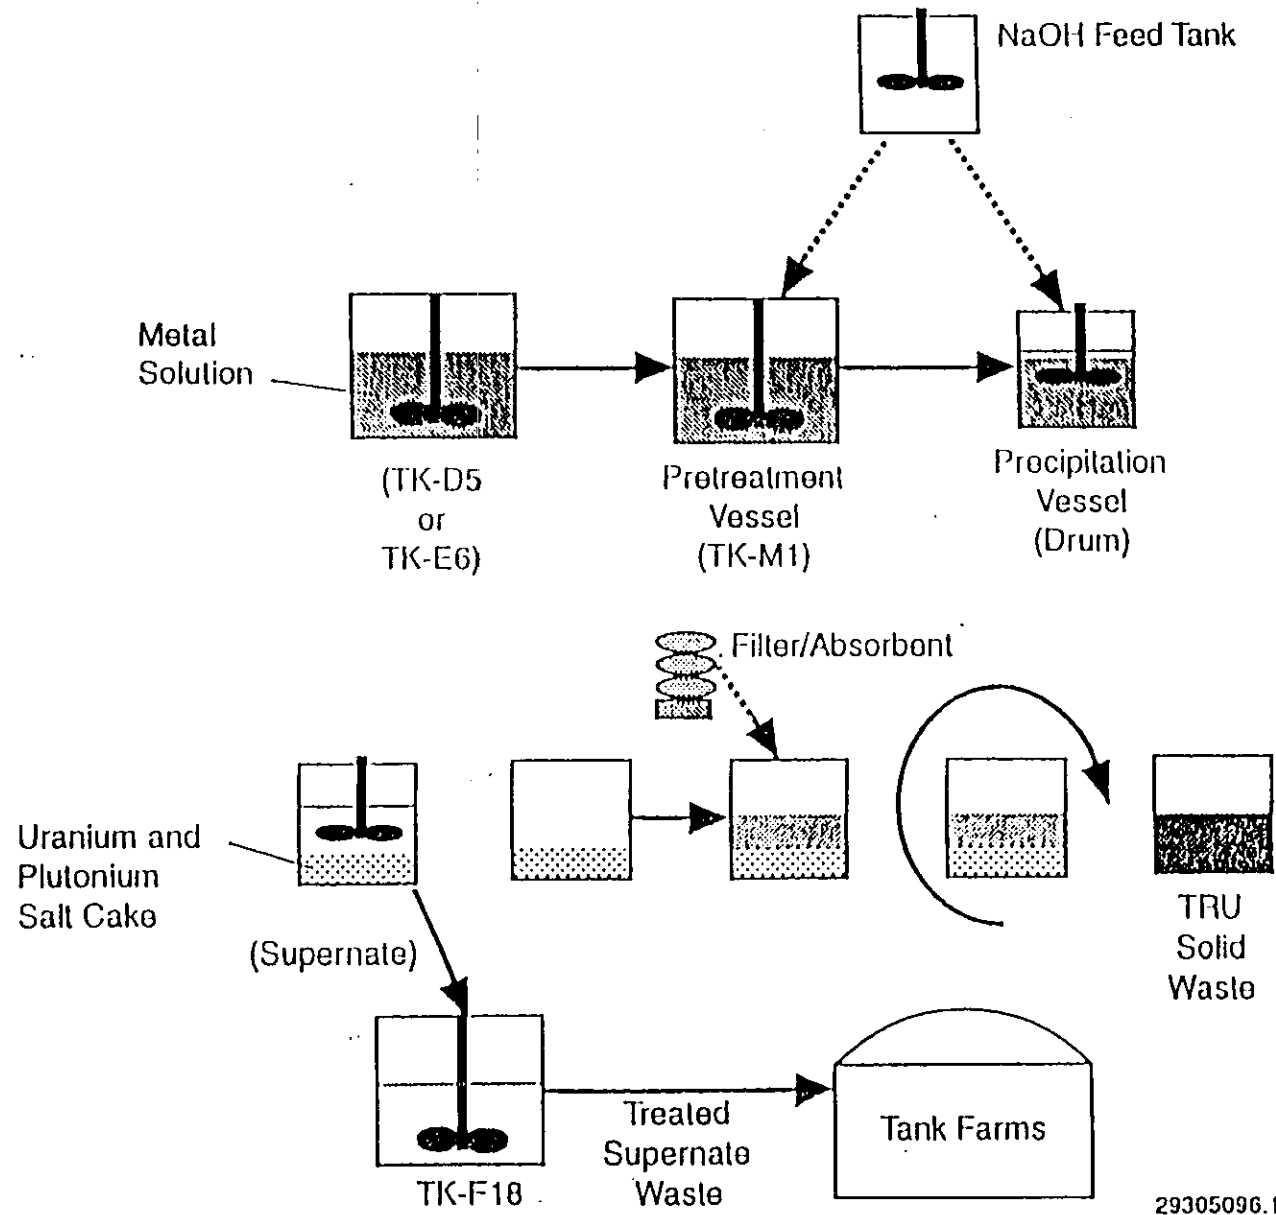 NaOH Feed Tank
Metal
Solution
(TK-D5
or
TK-E6)
Pretreatment
Vessel
(TK-M1)
Precipitation
Vessel
(Drum)
Filter/Absorbent
Uranium and
Plutonium
Salt Cake
(Supernate)
TRU
Solid
Waste
TK-F18
Treated
Supernate
Waste
Tank Farms
29305096.1